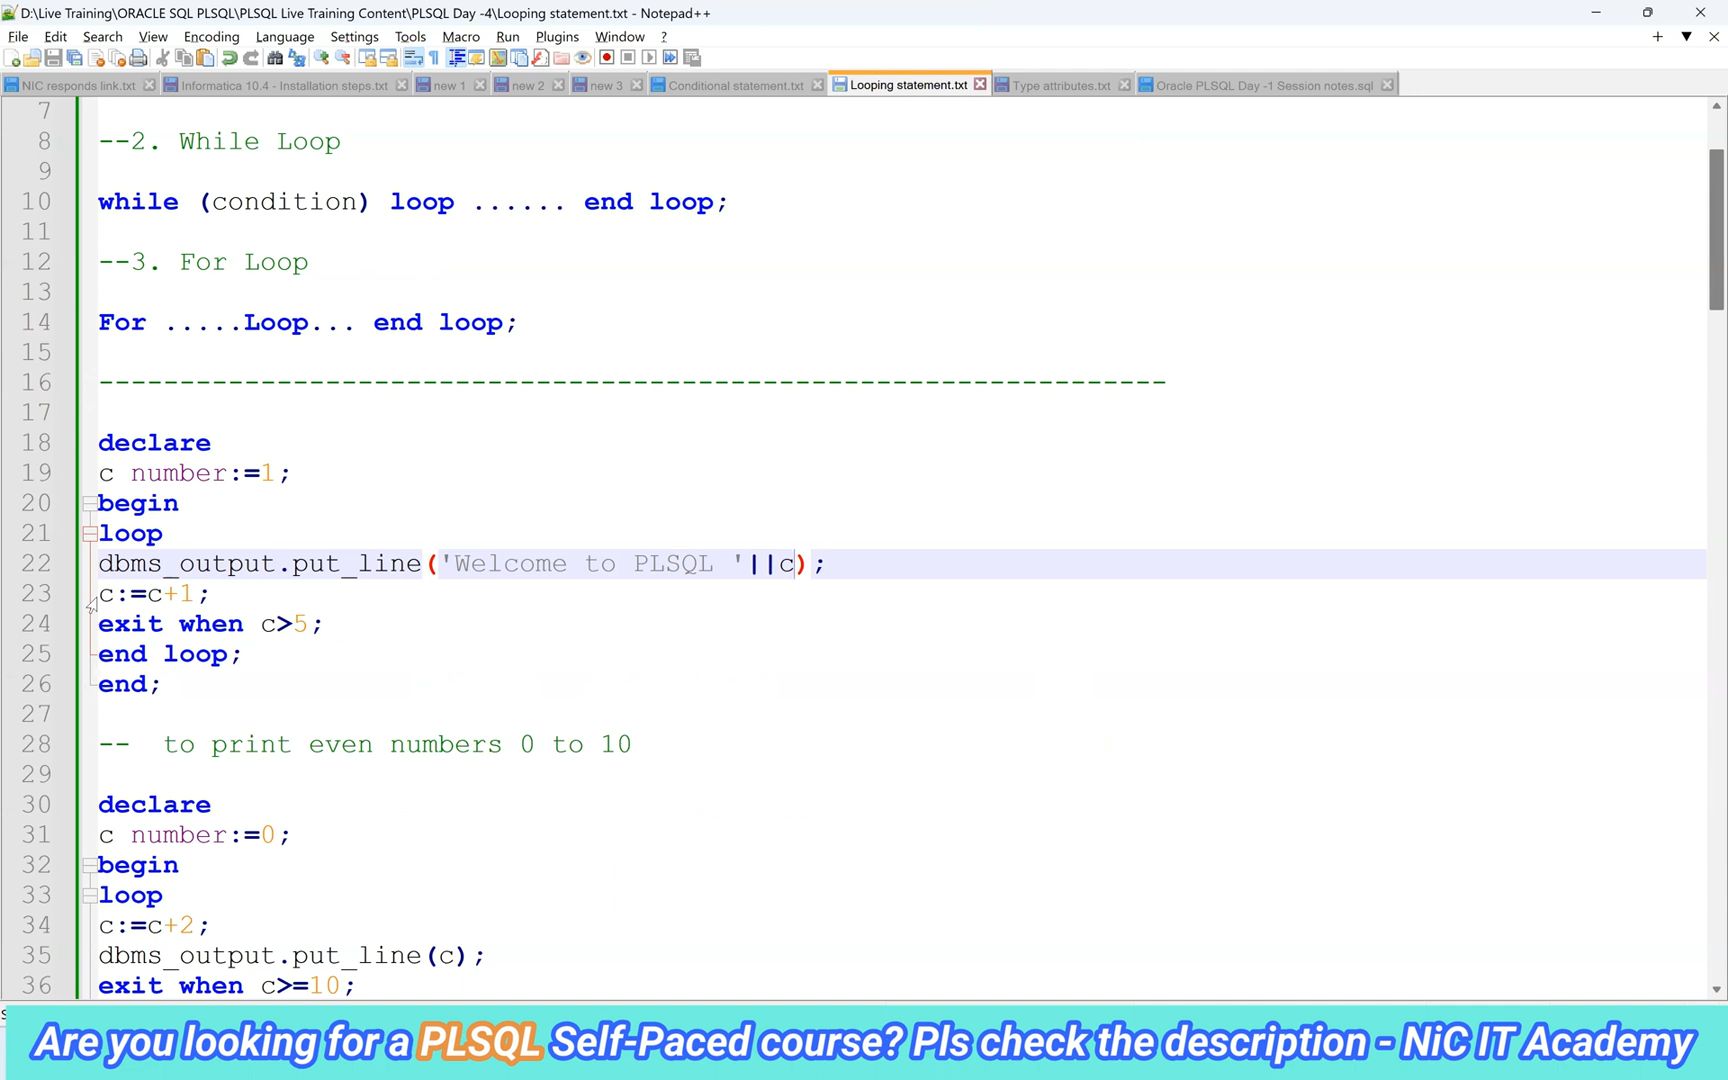 D:\Live Training\ORACLE SQL PLSQL\PLSQL Live Training Content\PLSQL Day -4\Looping statement.txt - Notepad++
File Edit Search View Encoding Language Settings Tools Macro Run Plugins Window ?
NIC responds link.txt Informatica 10.4 - Installation steps.txt new 1 new 2 new 3 Conditional statement.txt Looping statement.txt Type attributes.txt Oracle PLSQL Day -1 Session notes.sql
7
8 --2. While Loop
9
10 while (condition) loop ...... end loop;
11
12 --3. For Loop
13
14 For .....Loop... end loop;
15
16 ------------------------------------------------------------------
17
18 declare
19 c number:=1;
20 begin
21 loop
22 dbms_output.put_line('Welcome to PLSQL '||c);
23 c:=c+1;
24 exit when c>5;
25 end loop;
26 end;
27
28 --  to print even numbers 0 to 10
29
30 declare
31 c number:=0;
32 begin
33 loop
34 c:=c+2;
35 dbms_output.put_line(c);
36 exit when c>=10;
Are you looking for a PLSQL Self-Paced course? Pls check the description - NiC IT Academy